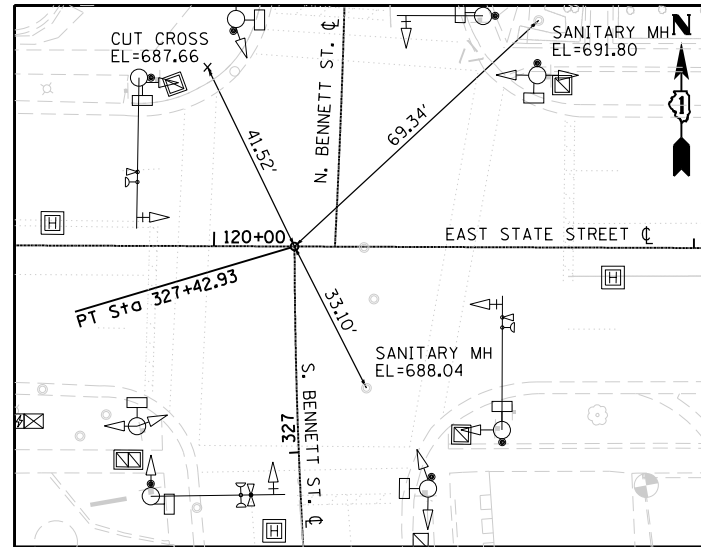 CUT CROSS
EL=687.66
SANITARY MH
EL=691.80
N
1
N. BENNETT ST. ℄
69.34'
41.52'
H
120+00
EAST STATE STREET ℄
PT Sta 327+42.93
H
33.10'
SANITARY MH
EL=688.04
S. BENNETT ST. ℄
327
H